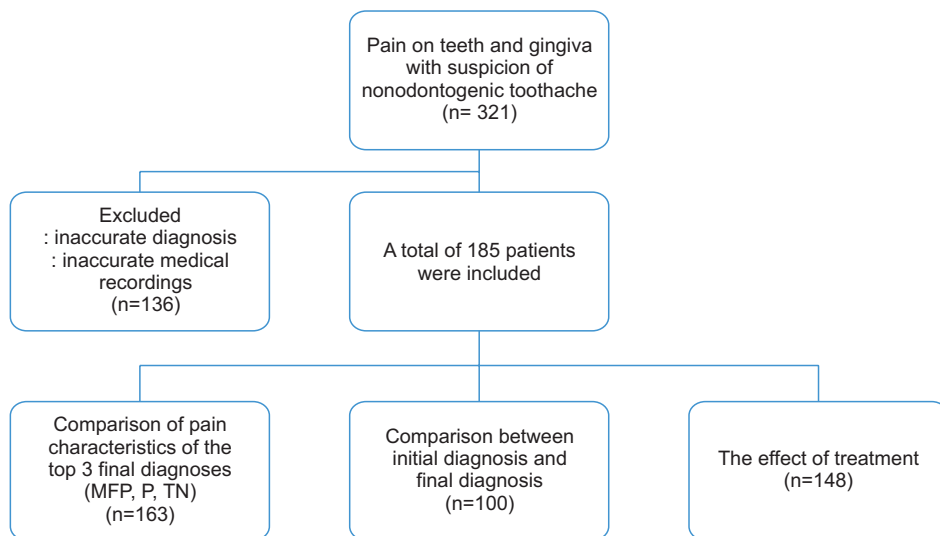 Pain on teeth and gingiva
with suspicion of
nonodontogenic toothache
(n= 321)
Excluded
: inaccurate diagnosis
: inaccurate medical
recordings
(n=136)
A total of 185 patients
were included
Comparison of pain
characteristics of the
top 3 final diagnoses
(MFP, P, TN)
(n=163)
Comparison between
initial diagnosis and
final diagnosis
(n=100)
The effect of treatment
(n=148)